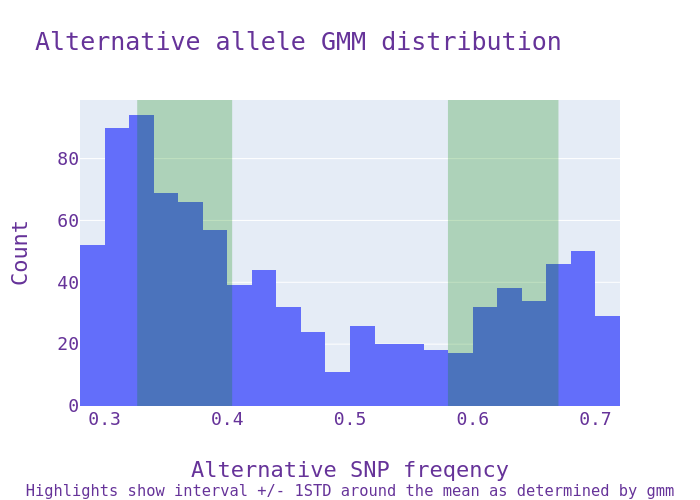 Alternative allele GMM distribution
Count
80
60
40
20
0
0.3 0.4 0.5 0.6 0.7
Alternative SNP freqency
Highlights show interval +/- 1STD around the mean as determined by gmm